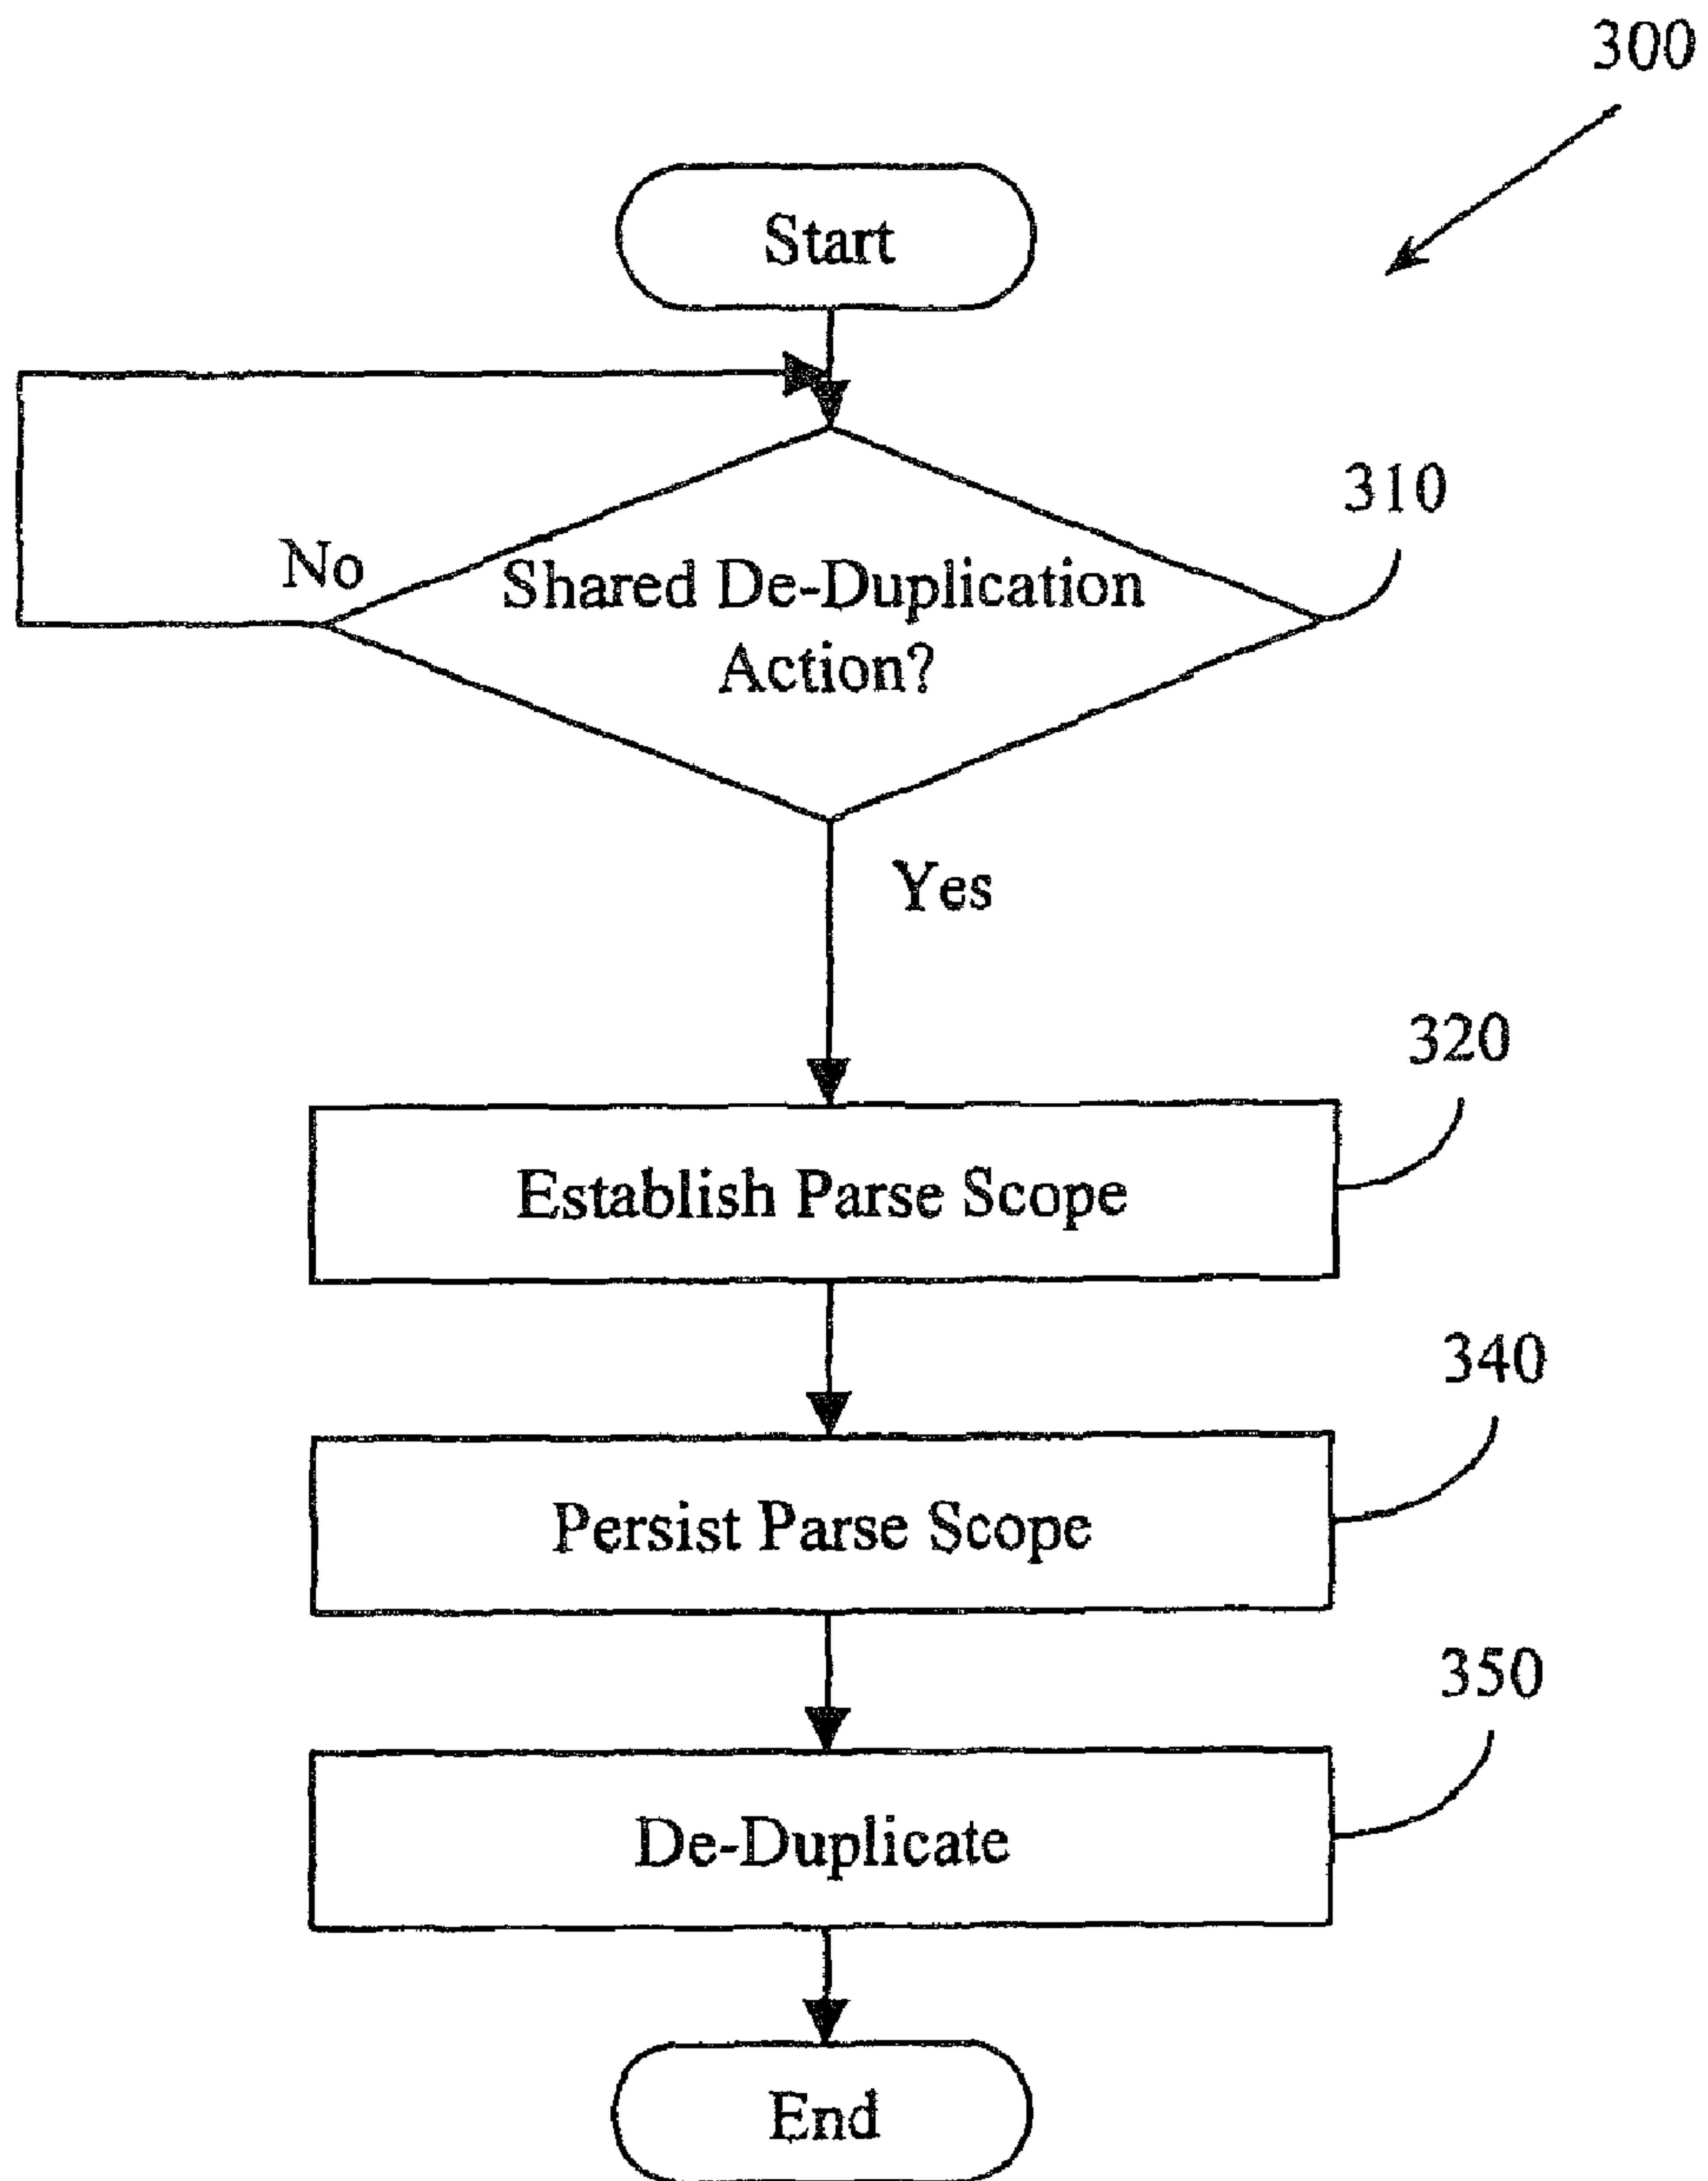 300
Start
310
No
Shared De-Duplication
Action?
Yes
320
Establish Parse Scope
340
Persist Parse Scope
350
De-Duplicate
End